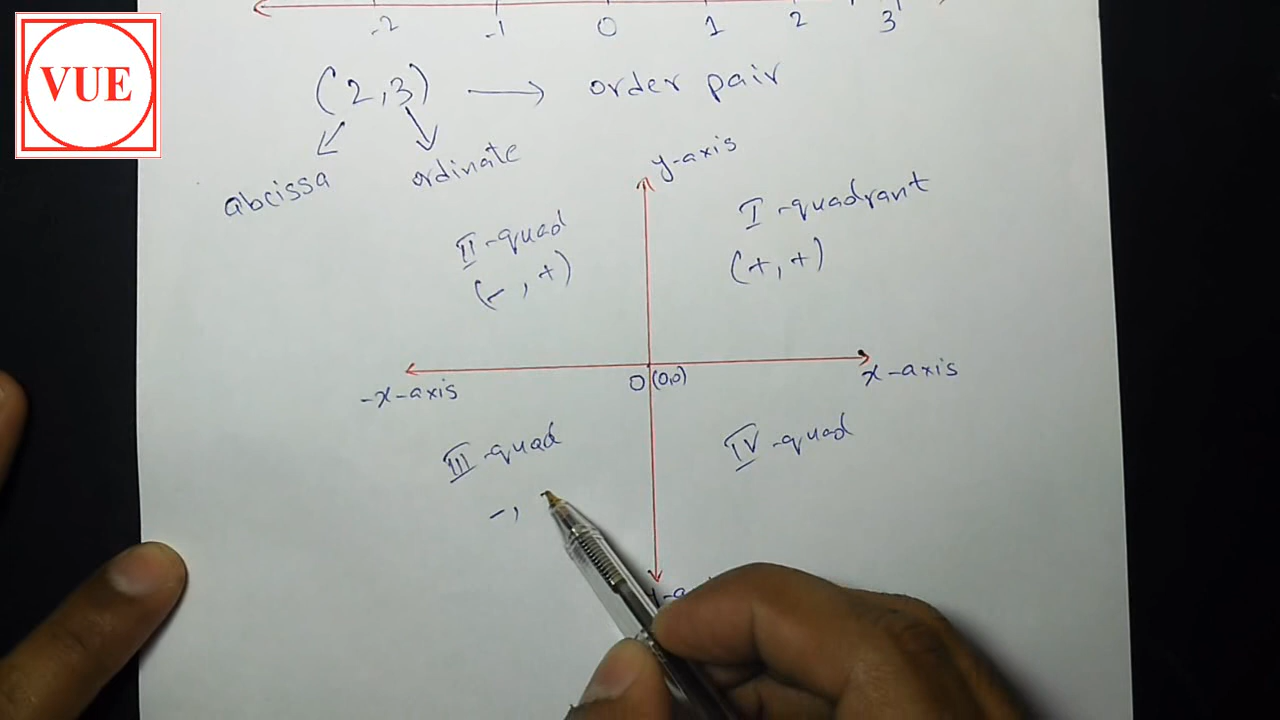 VUE
-2 -1 0 1 2 3
(2,3) → order pair
abcissa ordinate
y-axis
II-quad
(-,+)
I-quadrant
(+,+)
-x-axis
O (0,0)
x-axis
III-quad
-, -
IV-quad